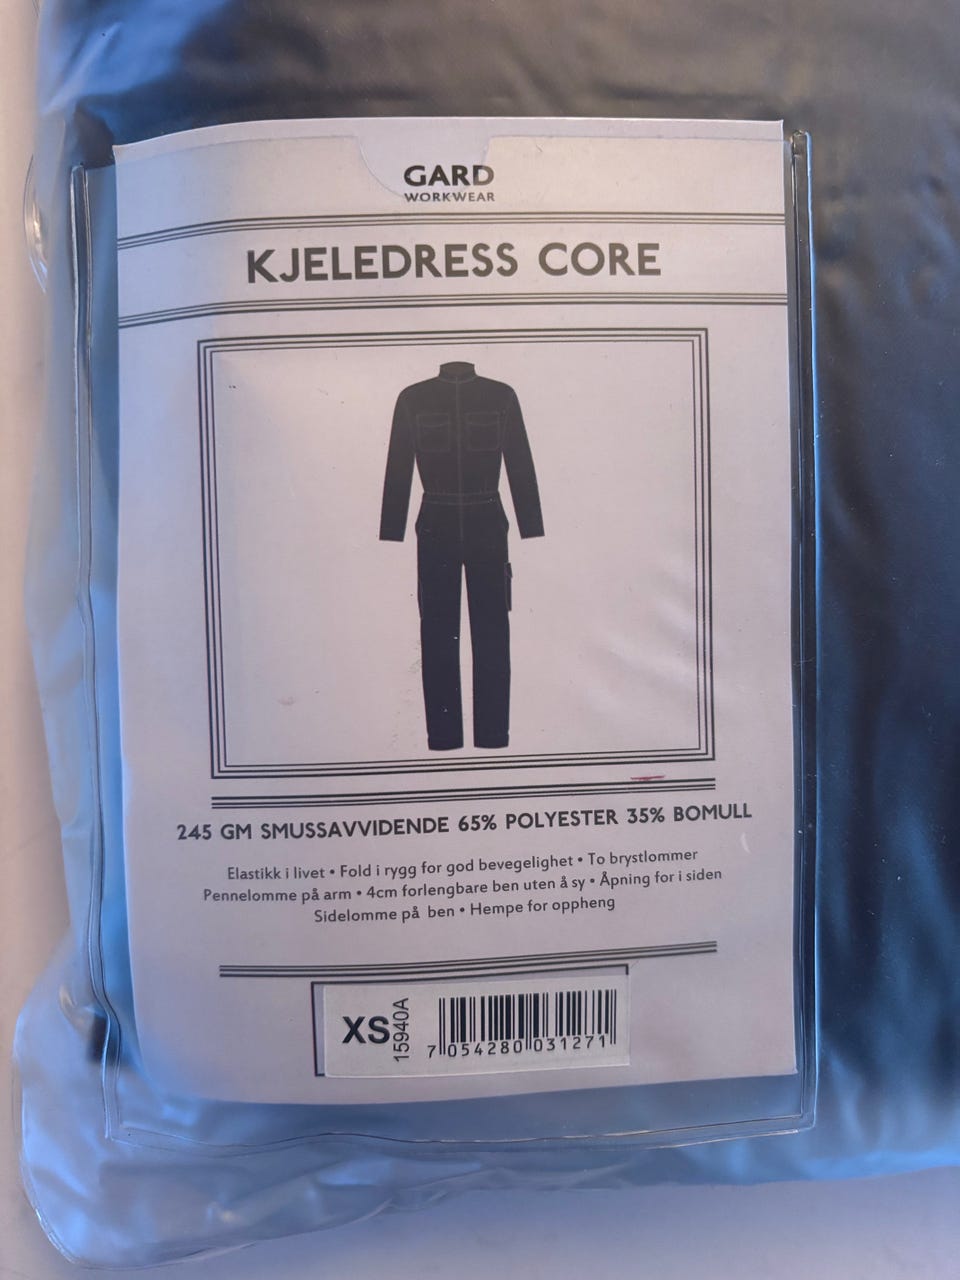 GARD
WORKWEAR
KJELEDRESS CORE
245 GM SMUSSAVVIDENDE 65% POLYESTER 35% BOMULL
Elastikk i livet • Fold i rygg for god bevegelighet • To brystlommer
Pennelomme på arm • 4cm forlengbare ben uten å sy • Åpning for i siden
Sidelomme på ben • Hempe for oppheng
XS
15940A
7 054280 031271